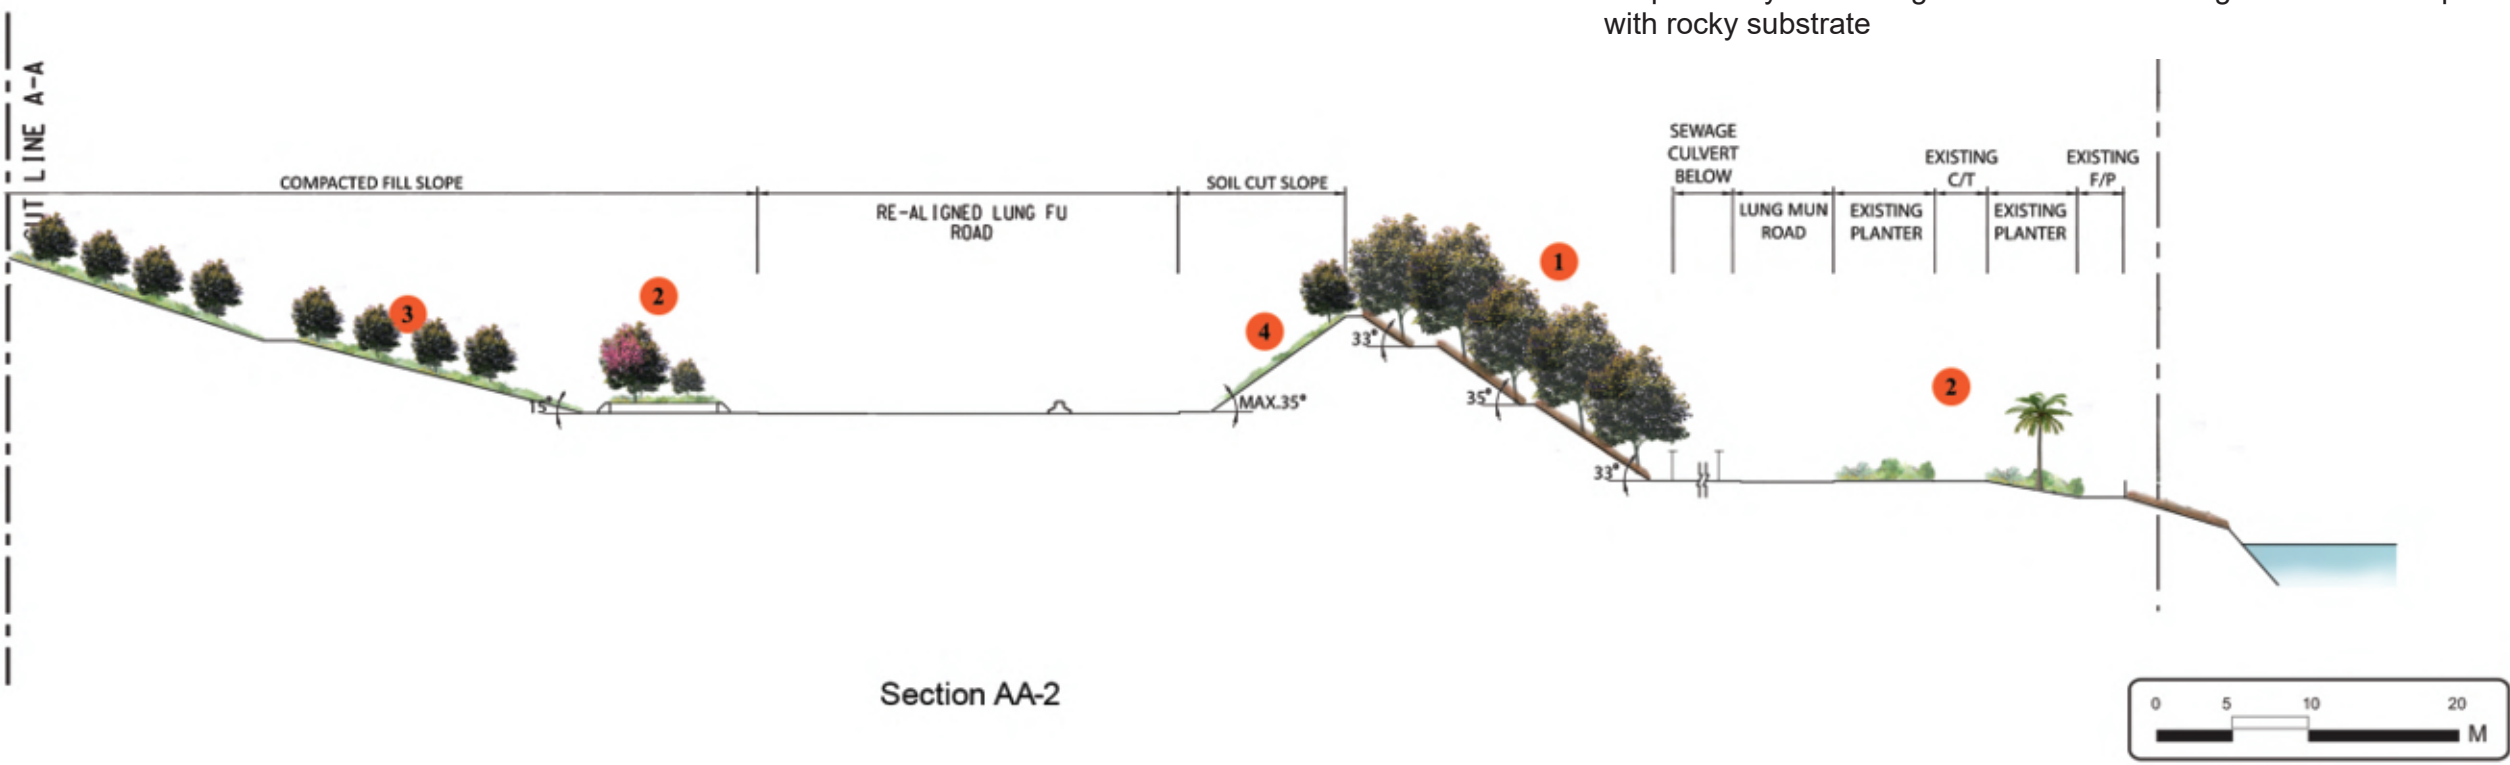 with rocky substrate
CUT LINE A-A
COMPACTED FILL SLOPE
RE-ALIGNED LUNG FU
ROAD
SOIL CUT SLOPE
SEWAGE
CULVERT
BELOW
LUNG MUN
ROAD
EXISTING
PLANTER
EXISTING
C/T
EXISTING
PLANTER
EXISTING
F/P
3
2
4
1
2
15°
MAX.35°
33°
35°
33°
Section AA-2
0 5 10 20
M